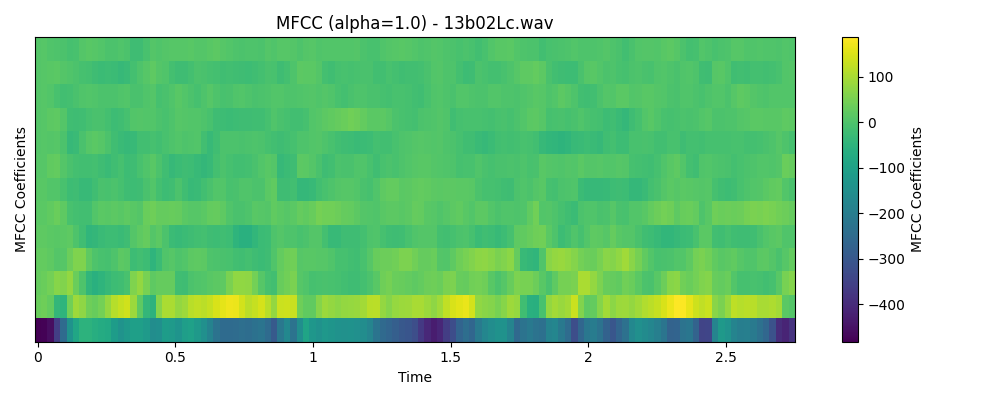 MFCC (alpha=1.0) - 13b02Lc.wav
MFCC Coefficients
0 0.5 1 1.5 2 2.5
Time
100
0
−100
−200
−300
−400
MFCC Coefficients